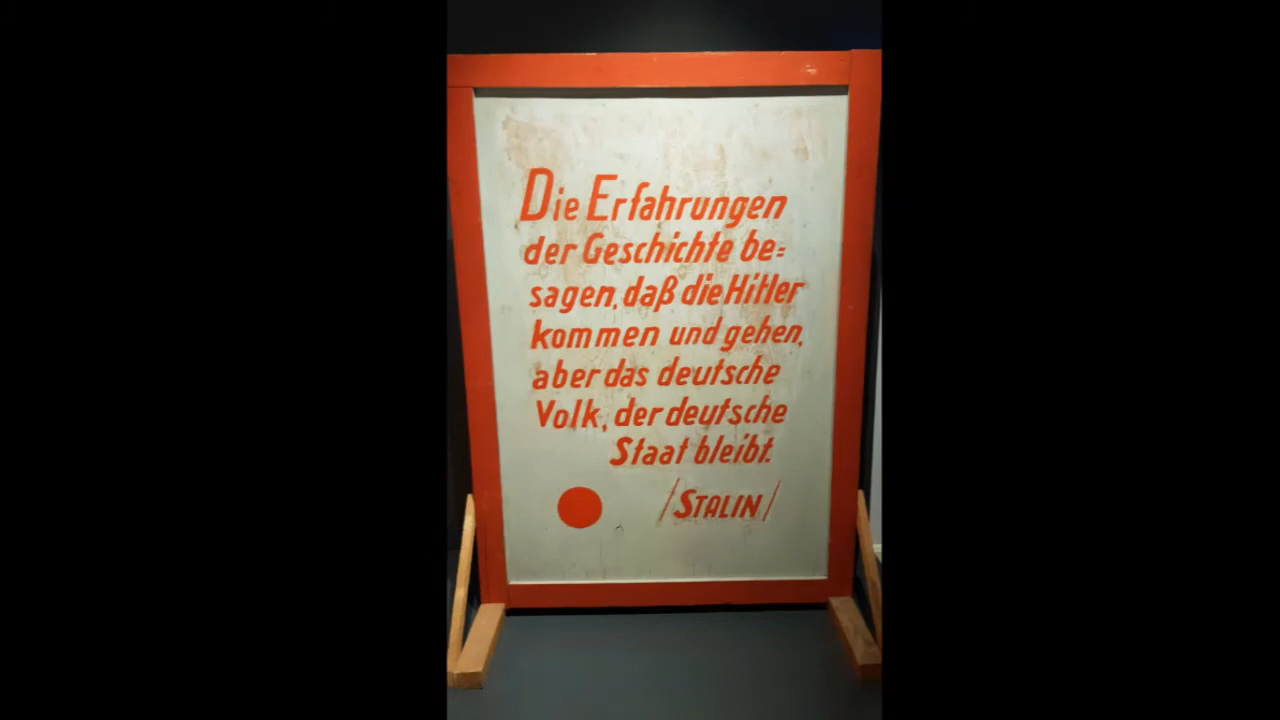 Die Erfahrungen
der Geschichte be=
sagen, daß die Hitler
kommen und gehen,
aber das deutsche
Volk, der deutsche
Staat bleibt.
/STALIN/